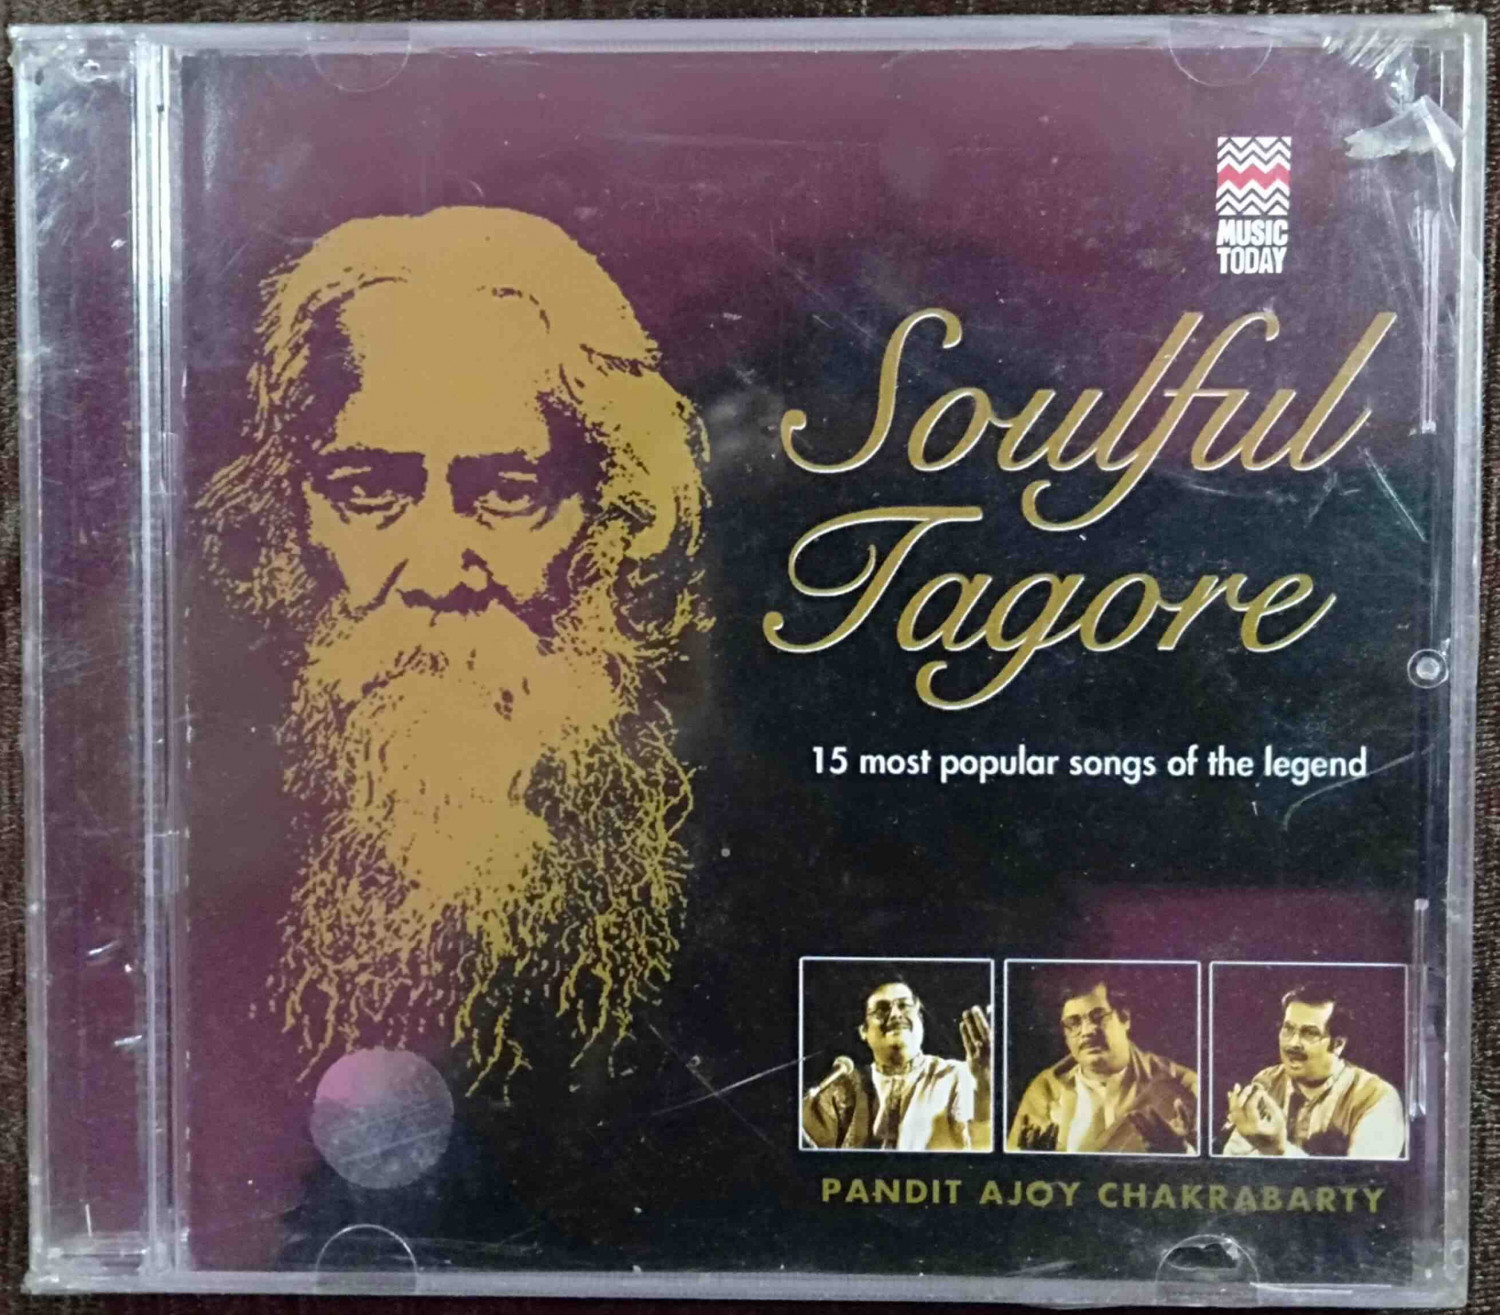 MUSIC
TODAY
Soulful
Tagore
15 most popular songs of the legend
PANDIT AJOY CHAKRABARTY